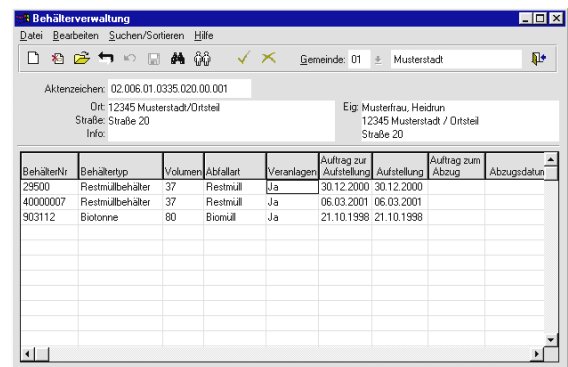 Behälterverwaltung
Datei Bearbeiten Suchen/Sortieren Hilfe
Gemeinde: 01 Musterstadt
Aktenzeichen: 02.006.01.0335.020.00.001
Ort: 12345 Musterstadt/Ortsteil Eig: Musterfrau, Heidrun
Straße: Straße 20 12345 Musterstadt / Ortsteil
Info: Straße 20
BehälterNr Behältertyp Volumen Abfallart Veranlagen Auftrag zur Aufstellung Aufstellung Auftrag zum Abzug Abzugsdatun
29500 Restmüllbehälter 37 Restmüll Ja 30.12.2000 30.12.2000
40000007 Restmüllbehälter 37 Restmüll Ja 06.03.2001 06.03.2001
903112 Biotonne 80 Biomüll Ja 21.10.1998 21.10.1998